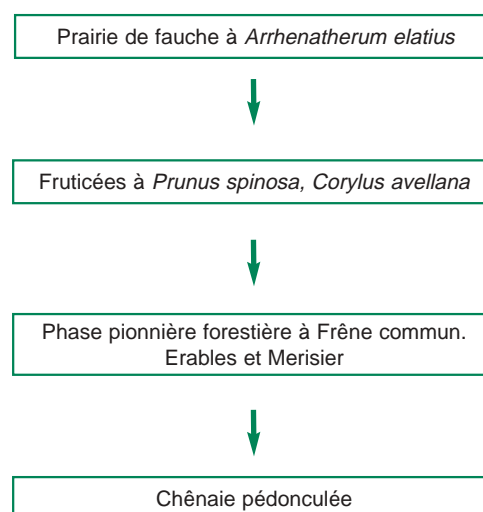 Prairie de fauche à Arrhenatherum elatius
Fruticées à Prunus spinosa, Corylus avellana
Phase pionnière forestière à Frêne commun.
Erables et Merisier
Chênaie pédonculée